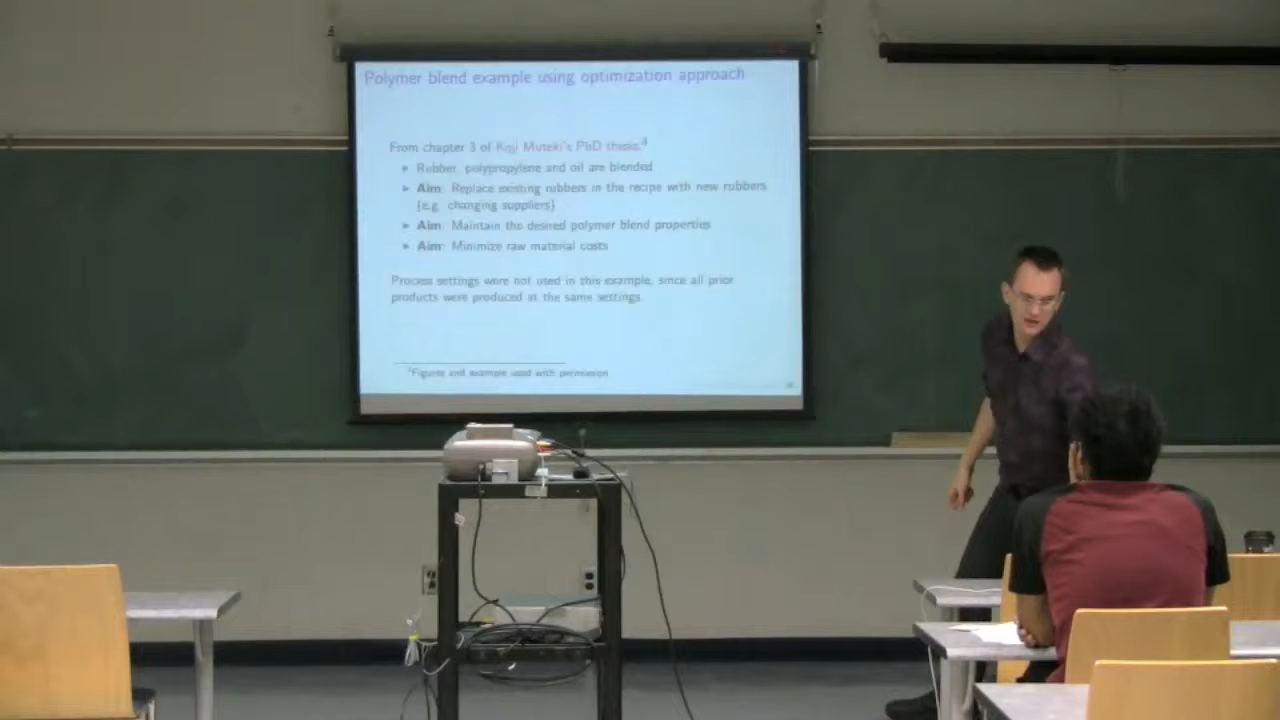 Polymer blend example using optimization approach
From chapter 3 of Koji Muteki's PhD thesis.⁴
▸ Rubber, polypropylene and oil are blended
▸ Aim: Replace existing rubbers in the recipe with new rubbers
(e.g. changing suppliers)
▸ Aim: Maintain the desired polymer blend properties
▸ Aim: Minimize raw material costs
Process settings were not used in this example, since all prior
products were produced at the same settings.
⁴Figures and example used with permission